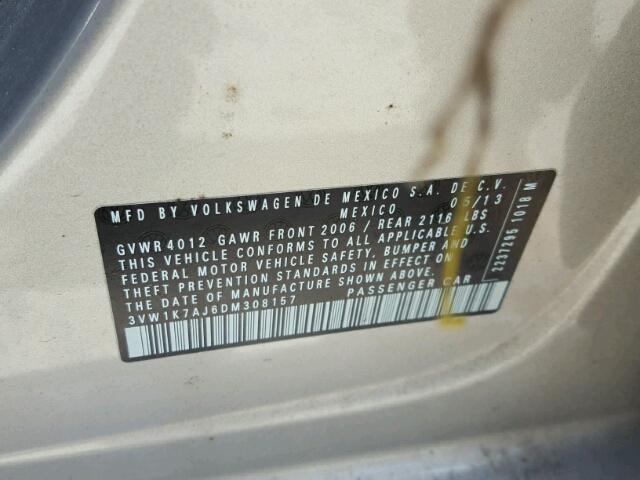 MFD BY VOLKSWAGEN DE MEXICO S.A. DE C.V.
MEXICO 05/13
GVWR 4012 GAWR FRONT 2006 / REAR 2116 LBS
THIS VEHICLE CONFORMS TO ALL APPLICABLE U.S.
FEDERAL MOTOR VEHICLE SAFETY, BUMPER AND
THEFT PREVENTION STANDARDS IN EFFECT ON
THE DATE OF MANUFACTURE SHOWN ABOVE.
3VW1K7AJ6DM308157 PASSENGER CAR
2237295 1018 M